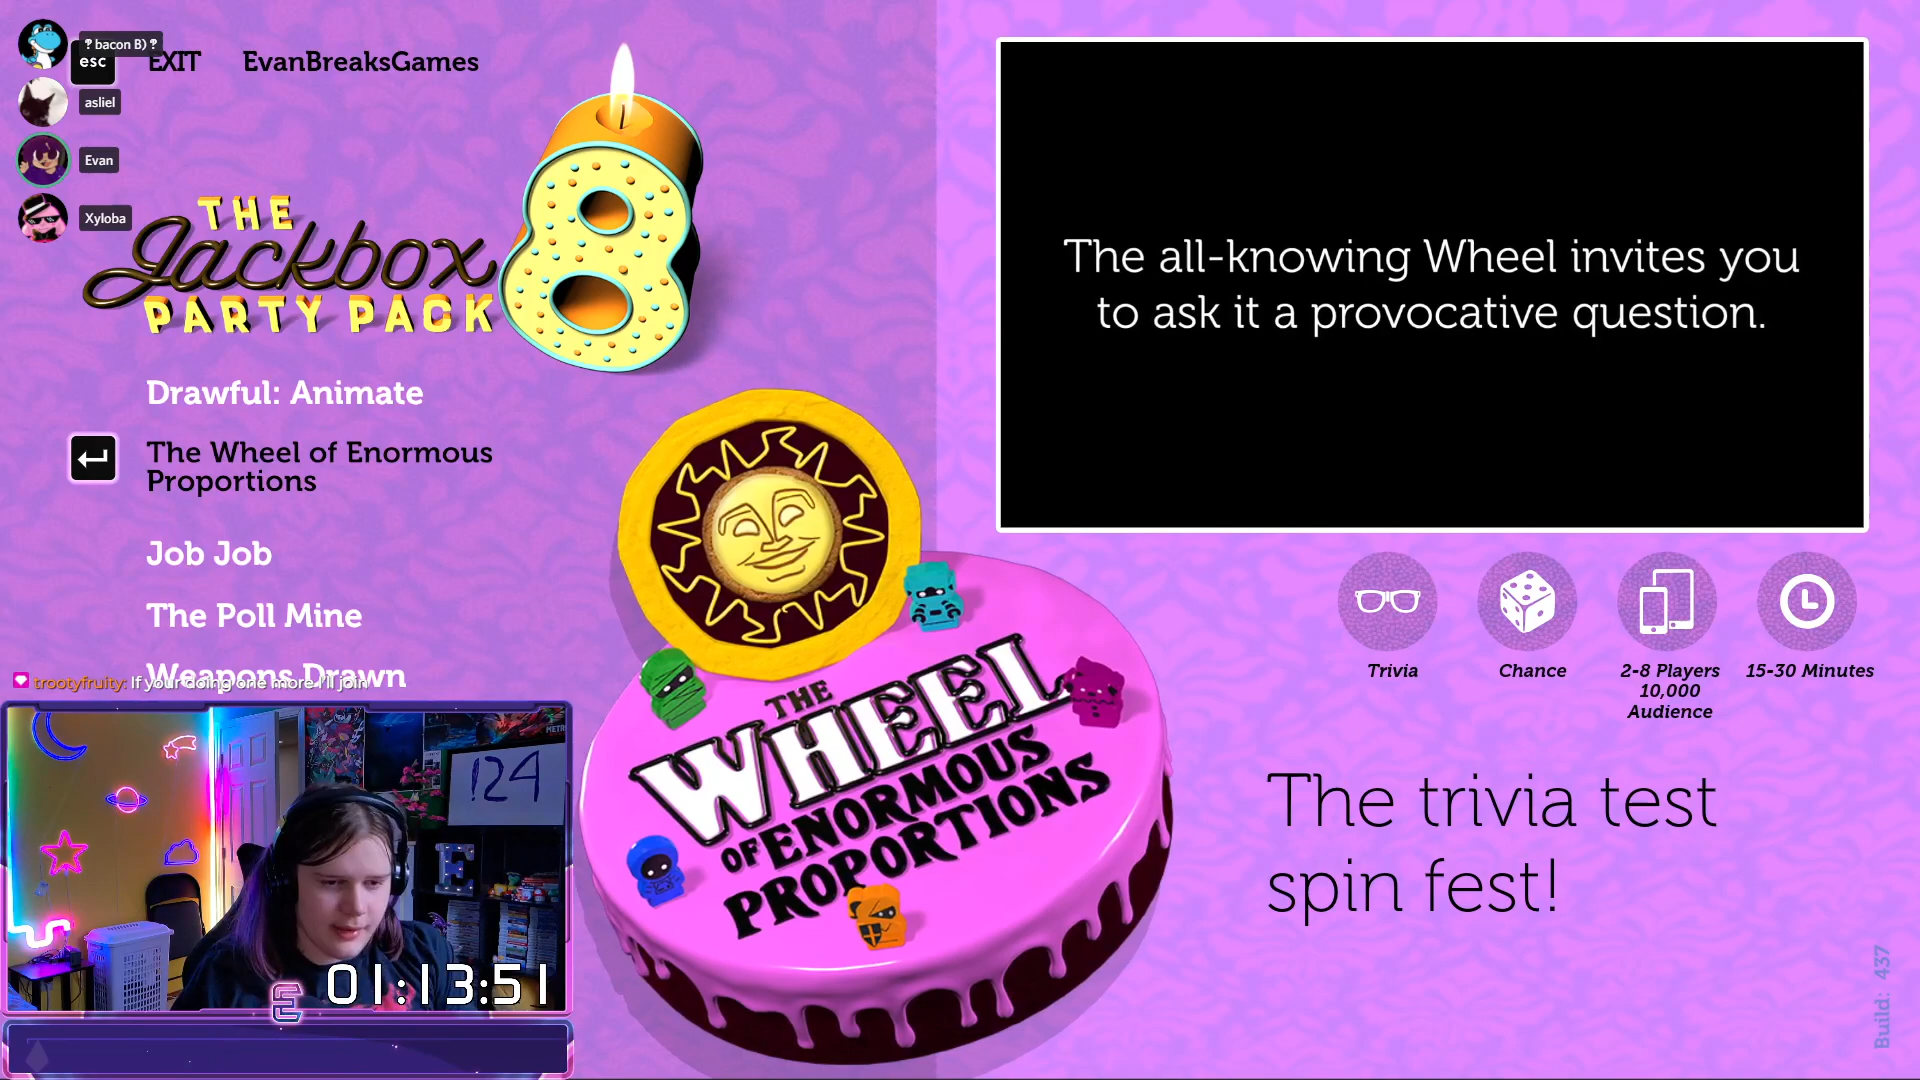 ? bacon B) ?
esc
EXIT
EvanBreaksGames
asliel
Evan
Xyloba
THE
Jackbox
PARTY PACK
8
Drawful: Animate
The Wheel of Enormous
Proportions
Job Job
The Poll Mine
Weapons Drawn
trootyfruity: If your doing one more I'll join
!24
E
01:13:51
E
THE
WHEEL
OF ENORMOUS
PROPORTIONS
The all-knowing Wheel invites you
to ask it a provocative question.
Trivia
Chance
2-8 Players
10,000
Audience
15-30 Minutes
The trivia test
spin fest!
Build: 437